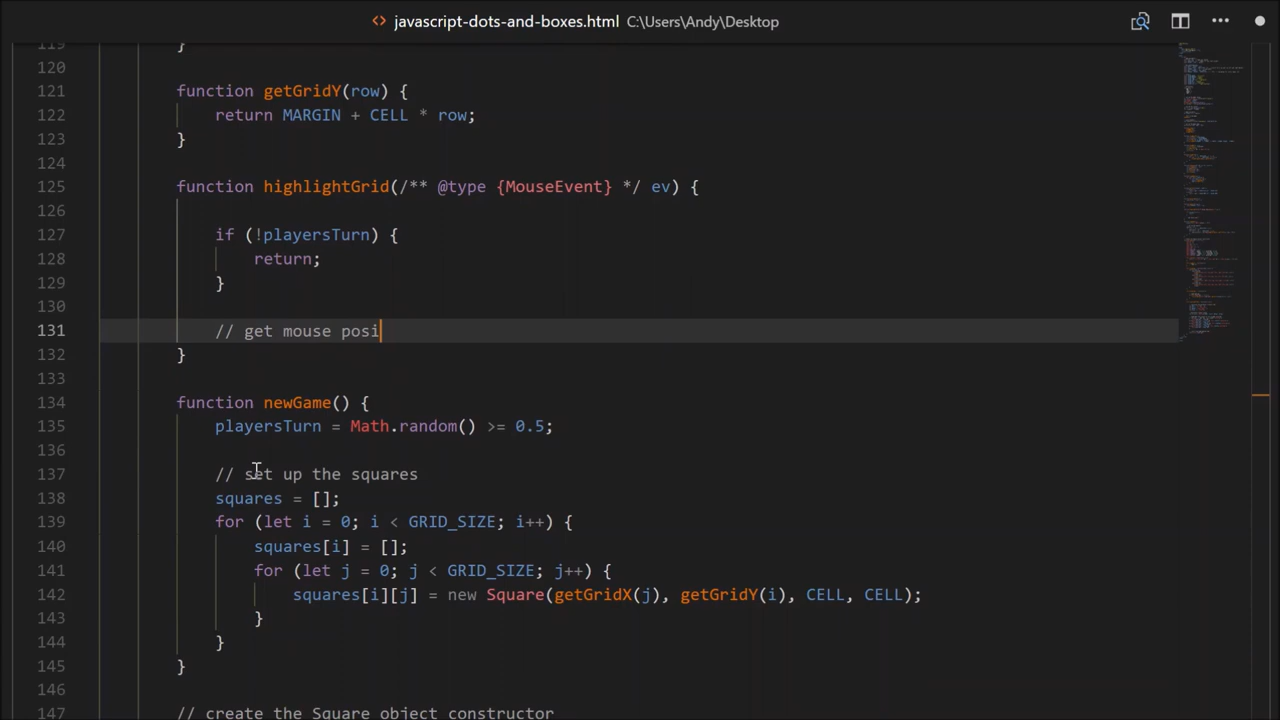 javascript-dots-and-boxes.html C:\Users\Andy\Desktop
119 }
120
121 function getGridY(row) {
122 return MARGIN + CELL * row;
123 }
124
125 function highlightGrid(/** @type {MouseEvent} */ ev) {
126
127 if (!playersTurn) {
128 return;
129 }
130
131 // get mouse posi
132 }
133
134 function newGame() {
135 playersTurn = Math.random() >= 0.5;
136
137 // set up the squares
138 squares = [];
139 for (let i = 0; i < GRID_SIZE; i++) {
140 squares[i] = [];
141 for (let j = 0; j < GRID_SIZE; j++) {
142 squares[i][j] = new Square(getGridX(j), getGridY(i), CELL, CELL);
143 }
144 }
145 }
146
147 // create the Square object constructor